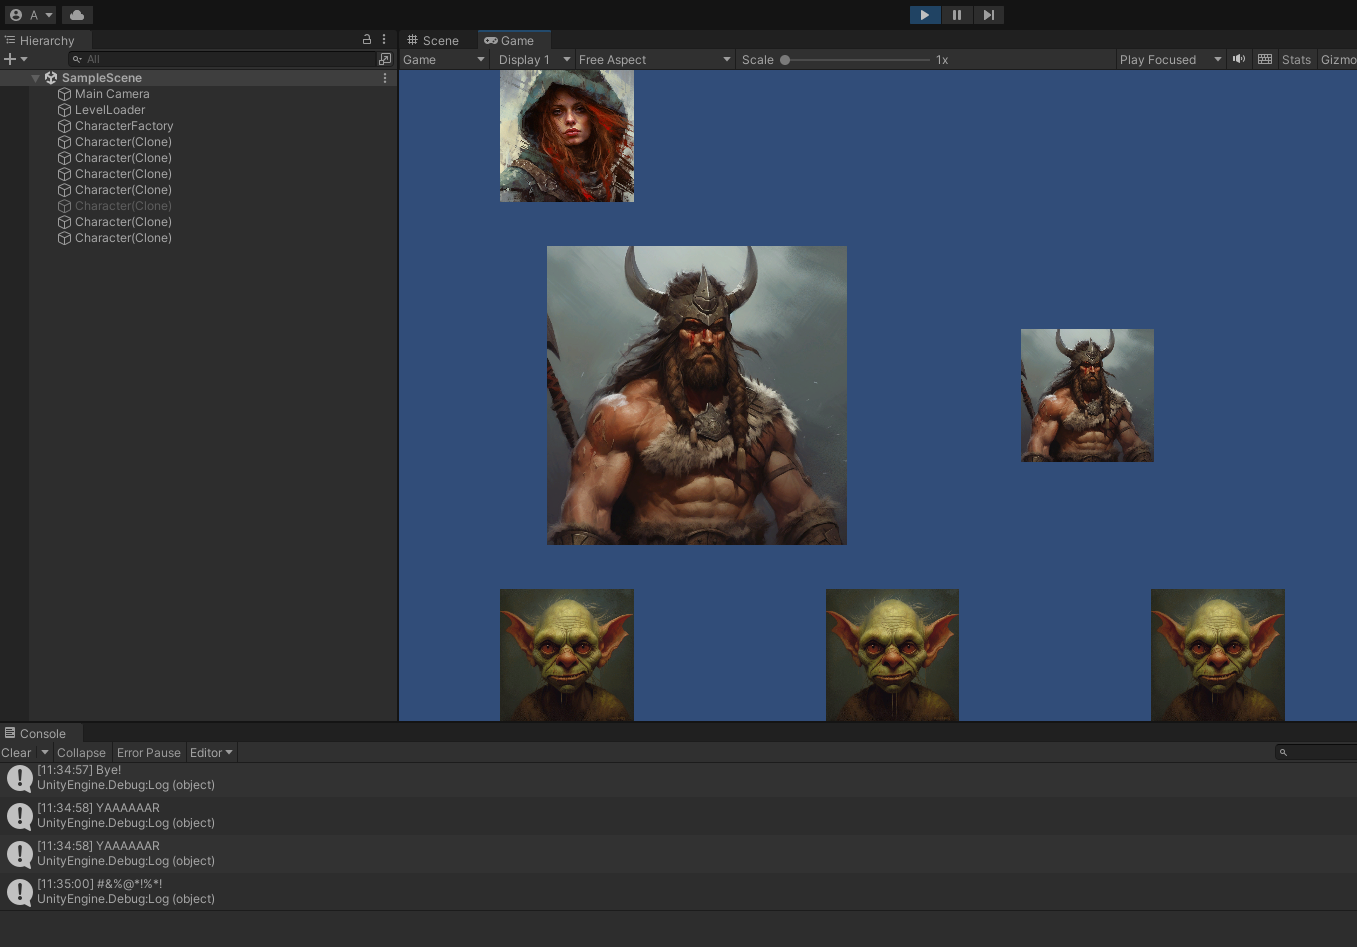 A
Hierarchy
All
SampleScene
Main Camera
LevelLoader
CharacterFactory
Character(Clone)
Character(Clone)
Character(Clone)
Character(Clone)
Character(Clone)
Character(Clone)
Character(Clone)
Scene Game
Game Display 1 Free Aspect Scale 1x Play Focused Stats Gizmo
Console
Clear Collapse Error Pause Editor
[11:34:57] Bye!
UnityEngine.Debug:Log (object)
[11:34:58] YAAAAAAR
UnityEngine.Debug:Log (object)
[11:34:58] YAAAAAAR
UnityEngine.Debug:Log (object)
[11:35:00] #&%@*!%*!
UnityEngine.Debug:Log (object)